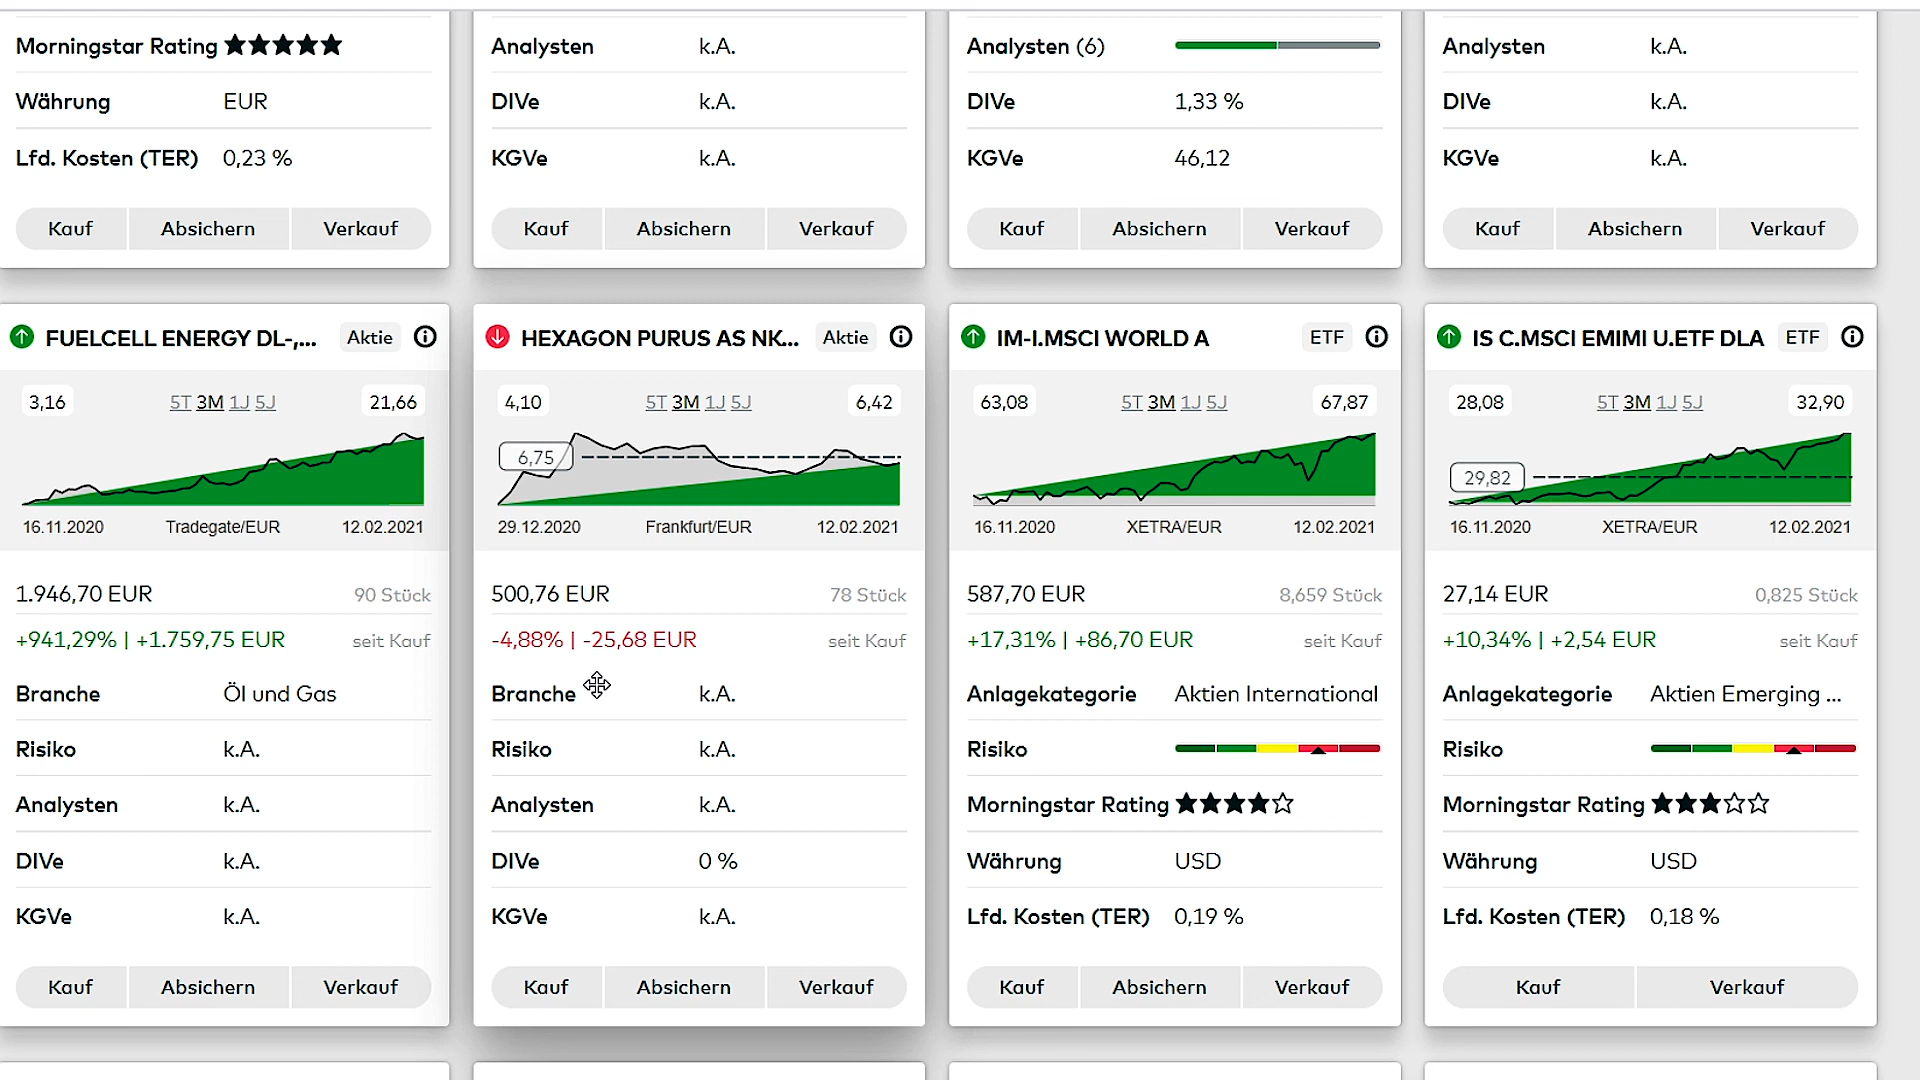 Morningstar Rating
Währung EUR
Lfd. Kosten (TER) 0,23 %
Kauf Absichern Verkauf
Analysten k.A.
DIVe k.A.
KGVe k.A.
Kauf Absichern Verkauf
Analysten (6)
DIVe 1,33 %
KGVe 46,12
Kauf Absichern Verkauf
Analysten k.A.
DIVe k.A.
KGVe k.A.
Kauf Absichern Verkauf
FUELCELL ENERGY DL-,... Aktie
3,16 5T 3M 1J 5J 21,66
16.11.2020 Tradegate/EUR 12.02.2021
1.946,70 EUR 90 Stück
+941,29% | +1.759,75 EUR seit Kauf
Branche Öl und Gas
Risiko k.A.
Analysten k.A.
DIVe k.A.
KGVe k.A.
Kauf Absichern Verkauf
HEXAGON PURUS AS NK... Aktie
4,10 5T 3M 1J 5J 6,42
6,75
29.12.2020 Frankfurt/EUR 12.02.2021
500,76 EUR 78 Stück
-4,88% | -25,68 EUR seit Kauf
Branche k.A.
Risiko k.A.
Analysten k.A.
DIVe 0 %
KGVe k.A.
Kauf Absichern Verkauf
IM-I.MSCI WORLD A ETF
63,08 5T 3M 1J 5J 67,87
16.11.2020 XETRA/EUR 12.02.2021
587,70 EUR 8,659 Stück
+17,31% | +86,70 EUR seit Kauf
Anlagekategorie Aktien International
Risiko
Morningstar Rating
Währung USD
Lfd. Kosten (TER) 0,19 %
Kauf Absichern Verkauf
IS C.MSCI EMIMI U.ETF DLA ETF
28,08 5T 3M 1J 5J 32,90
29,82
16.11.2020 XETRA/EUR 12.02.2021
27,14 EUR 0,825 Stück
+10,34% | +2,54 EUR seit Kauf
Anlagekategorie Aktien Emerging ...
Risiko
Morningstar Rating
Währung USD
Lfd. Kosten (TER) 0,18 %
Kauf Verkauf